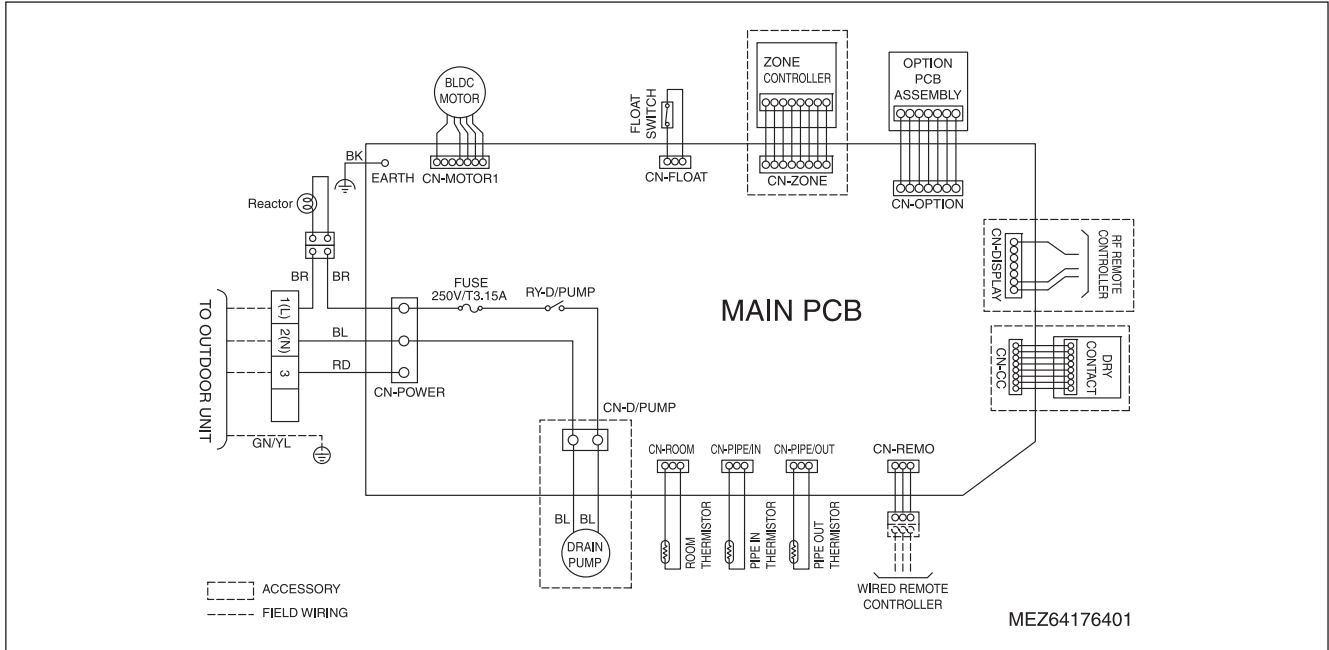 BLDC
MOTOR
BK
EARTH
CN-MOTOR1
Reactor
BR
BR
FLOAT
SWITCH
CN-FLOAT
ZONE
CONTROLLER
CN-ZONE
OPTION
PCB
ASSEMBLY
CN-OPTION
CN-DISPLAY
RF REMOTE
CONTROLLER
CN-CC
DRY
CONTACT
MAIN PCB
FUSE
250V/T3.15A
RY-D/PUMP
TO OUTDOOR UNIT
1(L)
2(N)
3
BL
RD
GN/YL
CN-POWER
CN-D/PUMP
BL
BL
DRAIN
PUMP
CN-ROOM
ROOM
THERMISTOR
CN-PIPE/IN
PIPE IN
THERMISTOR
CN-PIPE/OUT
PIPE OUT
THERMISTOR
CN-REMO
WIRED REMOTE
CONTROLLER
ACCESSORY
FIELD WIRING
MEZ64176401